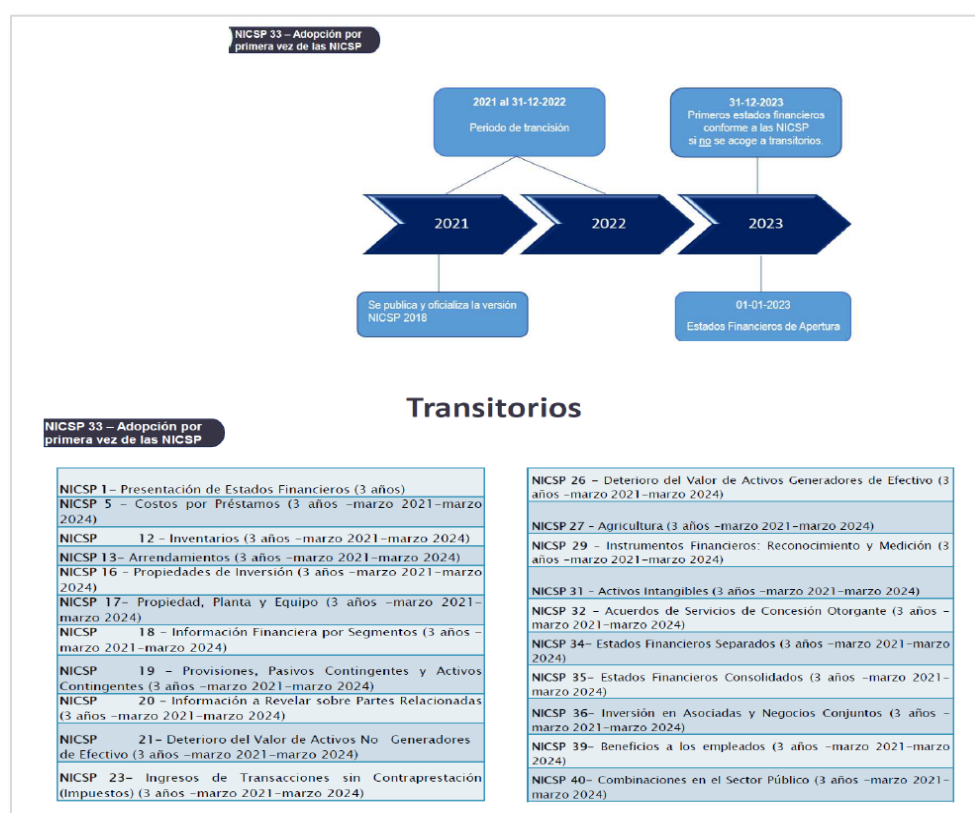 NICSP 33 – Adopción por
primera vez de las NICSP
2021 al 31-12-2022
Periodo de trancisión
31-12-2023
Primeros estados financieros
conforme a las NICSP
si no se acoge a transitorios.
2021
2022
2023
Se publica y oficializa la versión
NICSP 2018
01-01-2023
Estados Financieros de Apertura
Transitorios
NICSP 33 – Adopción por
primera vez de las NICSP
NICSP 1– Presentación de Estados Financieros (3 años)
NICSP 5 – Costos por Préstamos (3 años –marzo 2021–marzo
2024)
NICSP 12 – Inventarios (3 años –marzo 2021–marzo 2024)
NICSP 13– Arrendamientos (3 años –marzo 2021–marzo 2024)
NICSP 16 – Propiedades de Inversión (3 años –marzo 2021–marzo
2024)
NICSP 17– Propiedad, Planta y Equipo (3 años –marzo 2021–
marzo 2024)
NICSP 18 – Información Financiera por Segmentos (3 años –
marzo 2021–marzo 2024)
NICSP 19 – Provisiones, Pasivos Contingentes y Activos
Contingentes (3 años –marzo 2021–marzo 2024)
NICSP 20 – Información a Revelar sobre Partes Relacionadas
(3 años –marzo 2021–marzo 2024)
NICSP 21– Deterioro del Valor de Activos No Generadores
de Efectivo (3 años –marzo 2021–marzo 2024)
NICSP 23– Ingresos de Transacciones sin Contraprestación
(Impuestos) (3 años –marzo 2021–marzo 2024)
NICSP 26 – Deterioro del Valor de Activos Generadores de Efectivo (3
años –marzo 2021–marzo 2024)
NICSP 27 – Agricultura (3 años –marzo 2021–marzo 2024)
NICSP 29 – Instrumentos Financieros: Reconocimiento y Medición (3
años –marzo 2021–marzo 2024)
NICSP 31 – Activos Intangibles (3 años –marzo 2021–marzo 2024)
NICSP 32 – Acuerdos de Servicios de Concesión Otorgante (3 años –
marzo 2021–marzo 2024)
NICSP 34– Estados Financieros Separados (3 años –marzo 2021–marzo
2024)
NICSP 35– Estados Financieros Consolidados (3 años –marzo 2021–
marzo 2024)
NICSP 36– Inversión en Asociadas y Negocios Conjuntos (3 años –
marzo 2021–marzo 2024)
NICSP 39– Beneficios a los empleados (3 años –marzo 2021–marzo
2024)
NICSP 40– Combinaciones en el Sector Público (3 años –marzo 2021–
marzo 2024)